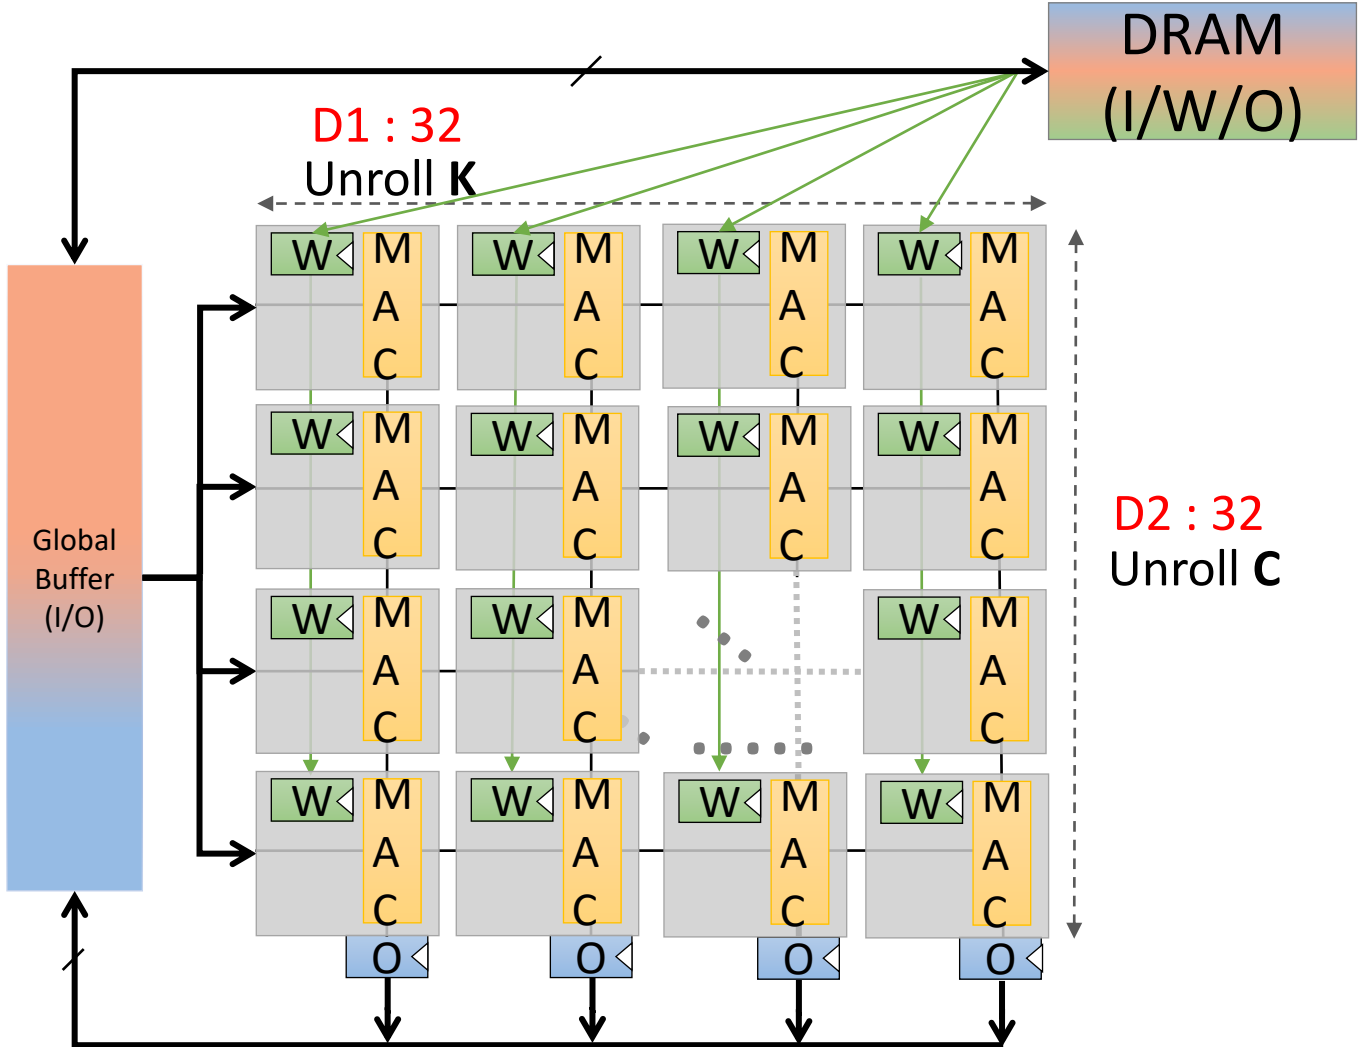 DRAM
(I/W/O)
D1 : 32
Unroll K
W M A C W M A C W M A C W M A C
W M A C W M A C W M A C W M A C
D2 : 32
Unroll C
Global
Buffer
(I/O)
W M A C W M A C W M A C
W M A C W M A C W M A C W M A C
O O O O